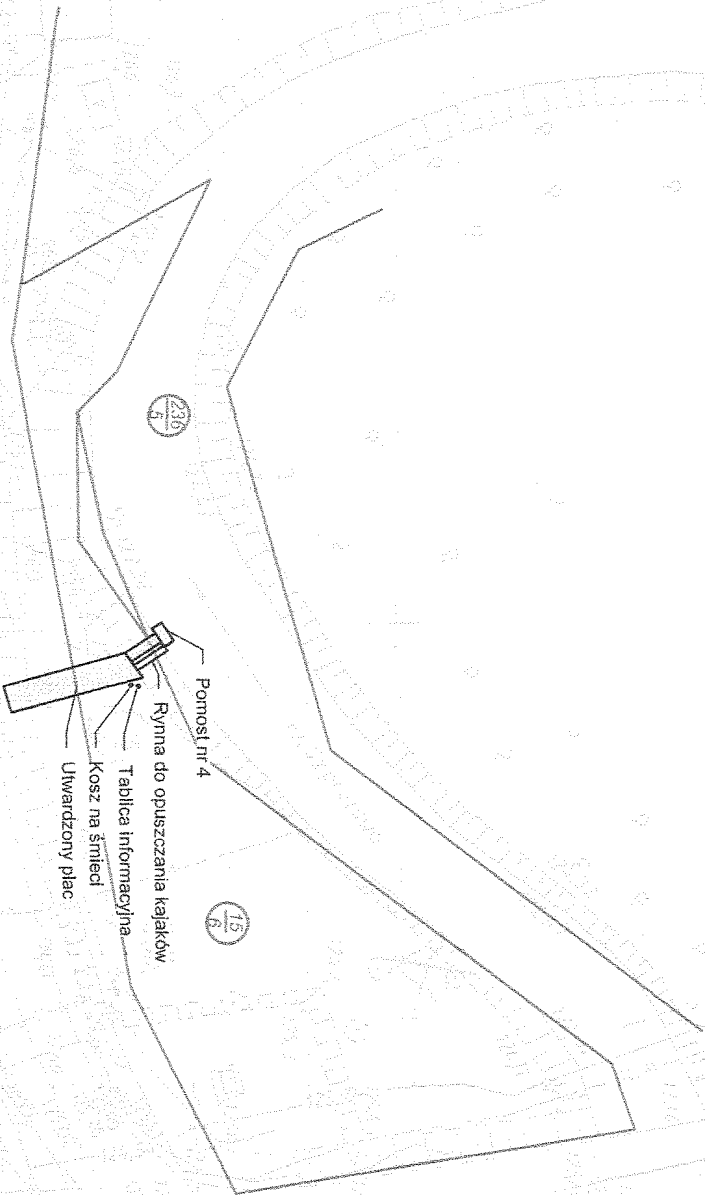 Pomost nr 4
Rynna do opuszczania kajaków
Tablica informacyjna
Kosz na śmieci
Utwardzony plac
236
5
15
6